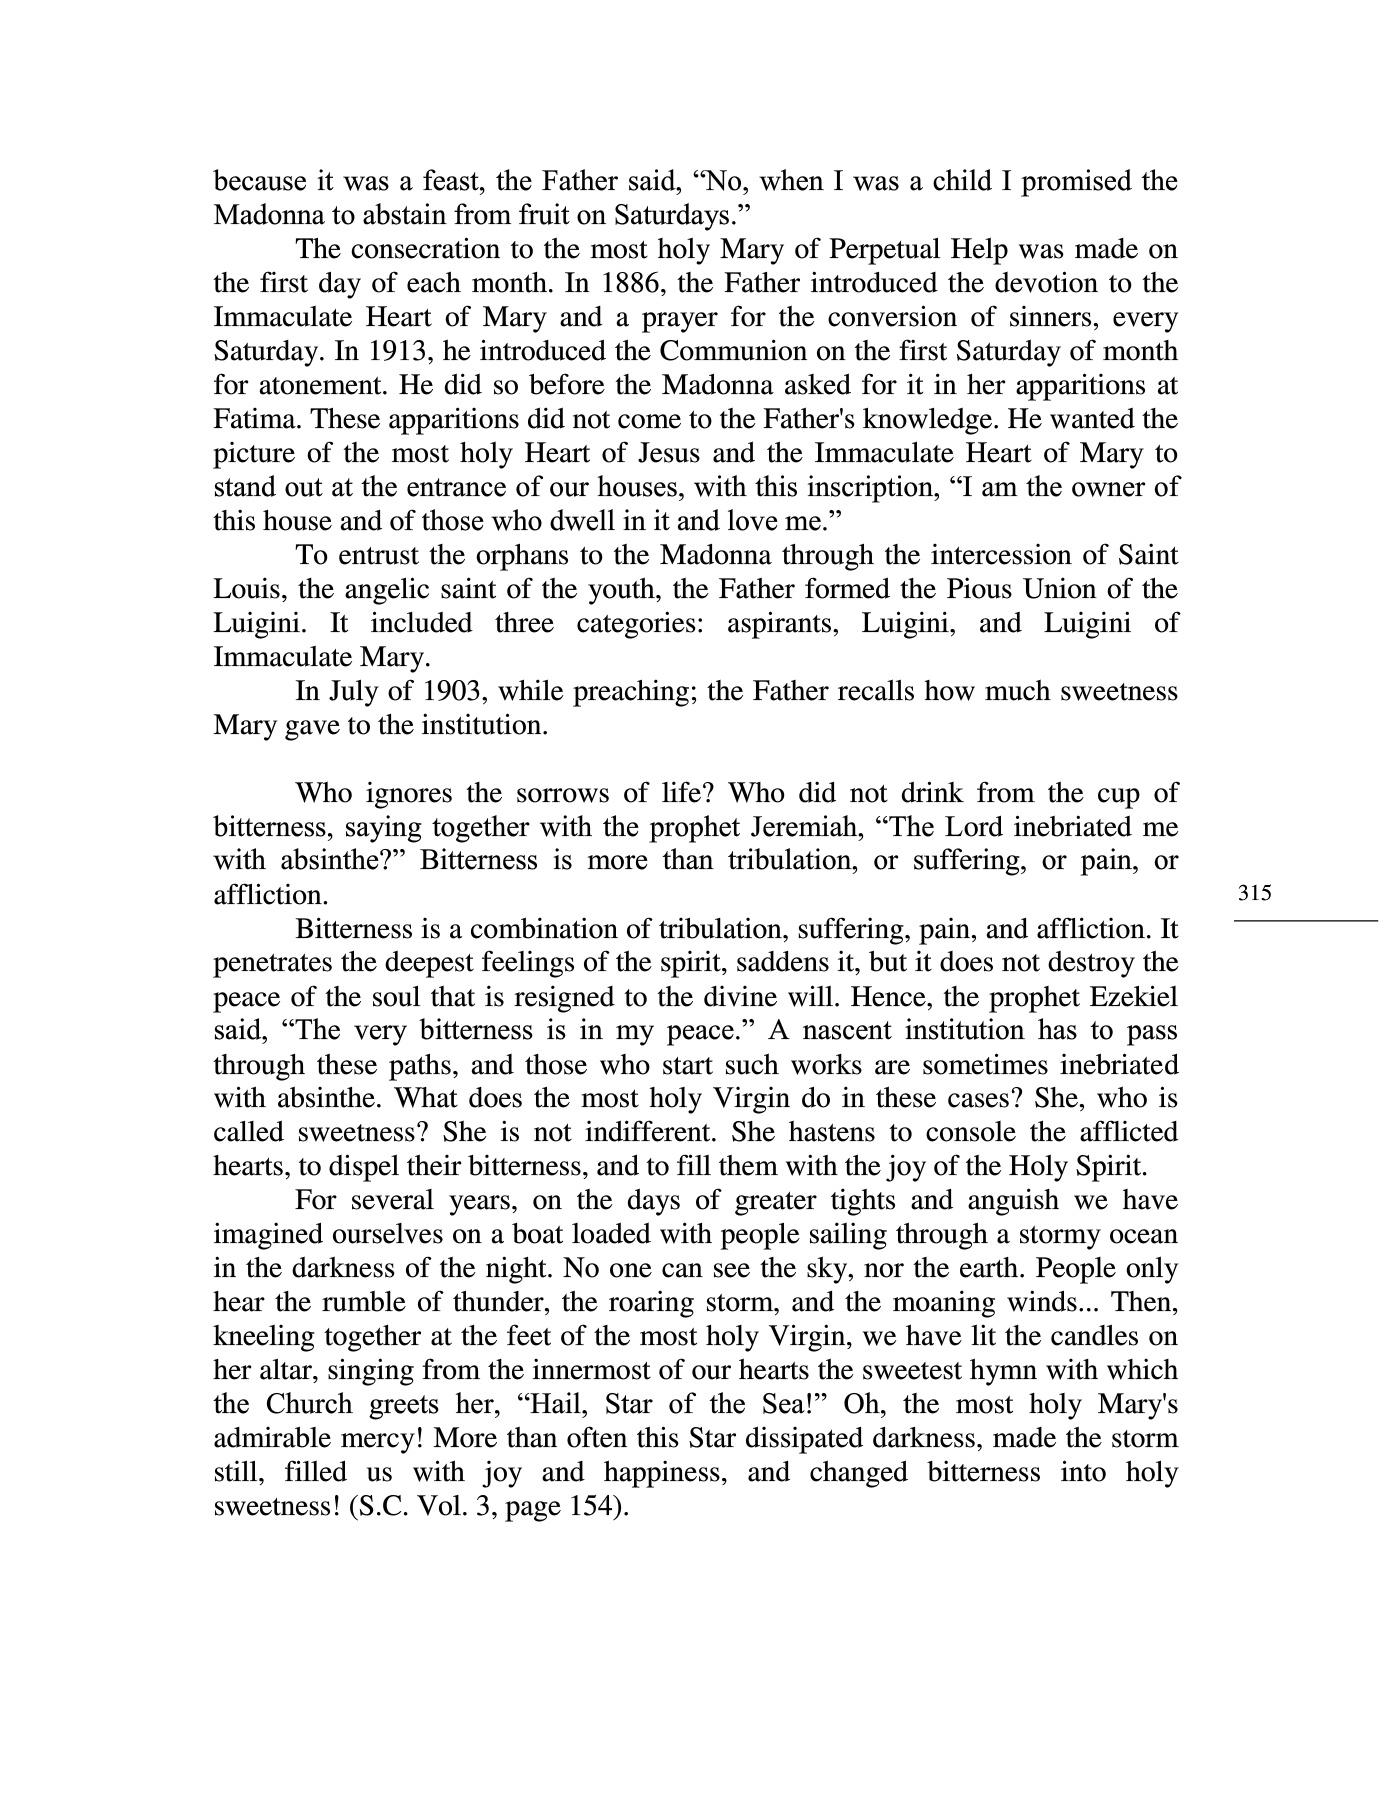 because it was a feast, the Father said, “No, when I was a child I promised the
Madonna to abstain from fruit on Saturdays.”
The consecration to the most holy Mary of Perpetual Help was made on
the first day of each month. In 1886, the Father introduced the devotion to the
Immaculate Heart of Mary and a prayer for the conversion of sinners, every
Saturday. In 1913, he introduced the Communion on the first Saturday of month
for atonement. He did so before the Madonna asked for it in her apparitions at
Fatima. These apparitions did not come to the Father's knowledge. He wanted the
picture of the most holy Heart of Jesus and the Immaculate Heart of Mary to
stand out at the entrance of our houses, with this inscription, “I am the owner of
this house and of those who dwell in it and love me.”
To entrust the orphans to the Madonna through the intercession of Saint
Louis, the angelic saint of the youth, the Father formed the Pious Union of the
Luigini. It included three categories: aspirants, Luigini, and Luigini of
Immaculate Mary.
In July of 1903, while preaching; the Father recalls how much sweetness
Mary gave to the institution.
Who ignores the sorrows of life? Who did not drink from the cup of
bitterness, saying together with the prophet Jeremiah, “The Lord inebriated me
with absinthe?” Bitterness is more than tribulation, or suffering, or pain, or
affliction.
315
Bitterness is a combination of tribulation, suffering, pain, and affliction. It
penetrates the deepest feelings of the spirit, saddens it, but it does not destroy the
peace of the soul that is resigned to the divine will. Hence, the prophet Ezekiel
said, “The very bitterness is in my peace.” A nascent institution has to pass
through these paths, and those who start such works are sometimes inebriated
with absinthe. What does the most holy Virgin do in these cases? She, who is
called sweetness? She is not indifferent. She hastens to console the afflicted
hearts, to dispel their bitterness, and to fill them with the joy of the Holy Spirit.
For several years, on the days of greater tights and anguish we have
imagined ourselves on a boat loaded with people sailing through a stormy ocean
in the darkness of the night. No one can see the sky, nor the earth. People only
hear the rumble of thunder, the roaring storm, and the moaning winds... Then,
kneeling together at the feet of the most holy Virgin, we have lit the candles on
her altar, singing from the innermost of our hearts the sweetest hymn with which
the Church greets her, “Hail, Star of the Sea!” Oh, the most holy Mary's
admirable mercy! More than often this Star dissipated darkness, made the storm
still, filled us with joy and happiness, and changed bitterness into holy
sweetness! (S.C. Vol. 3, page 154).